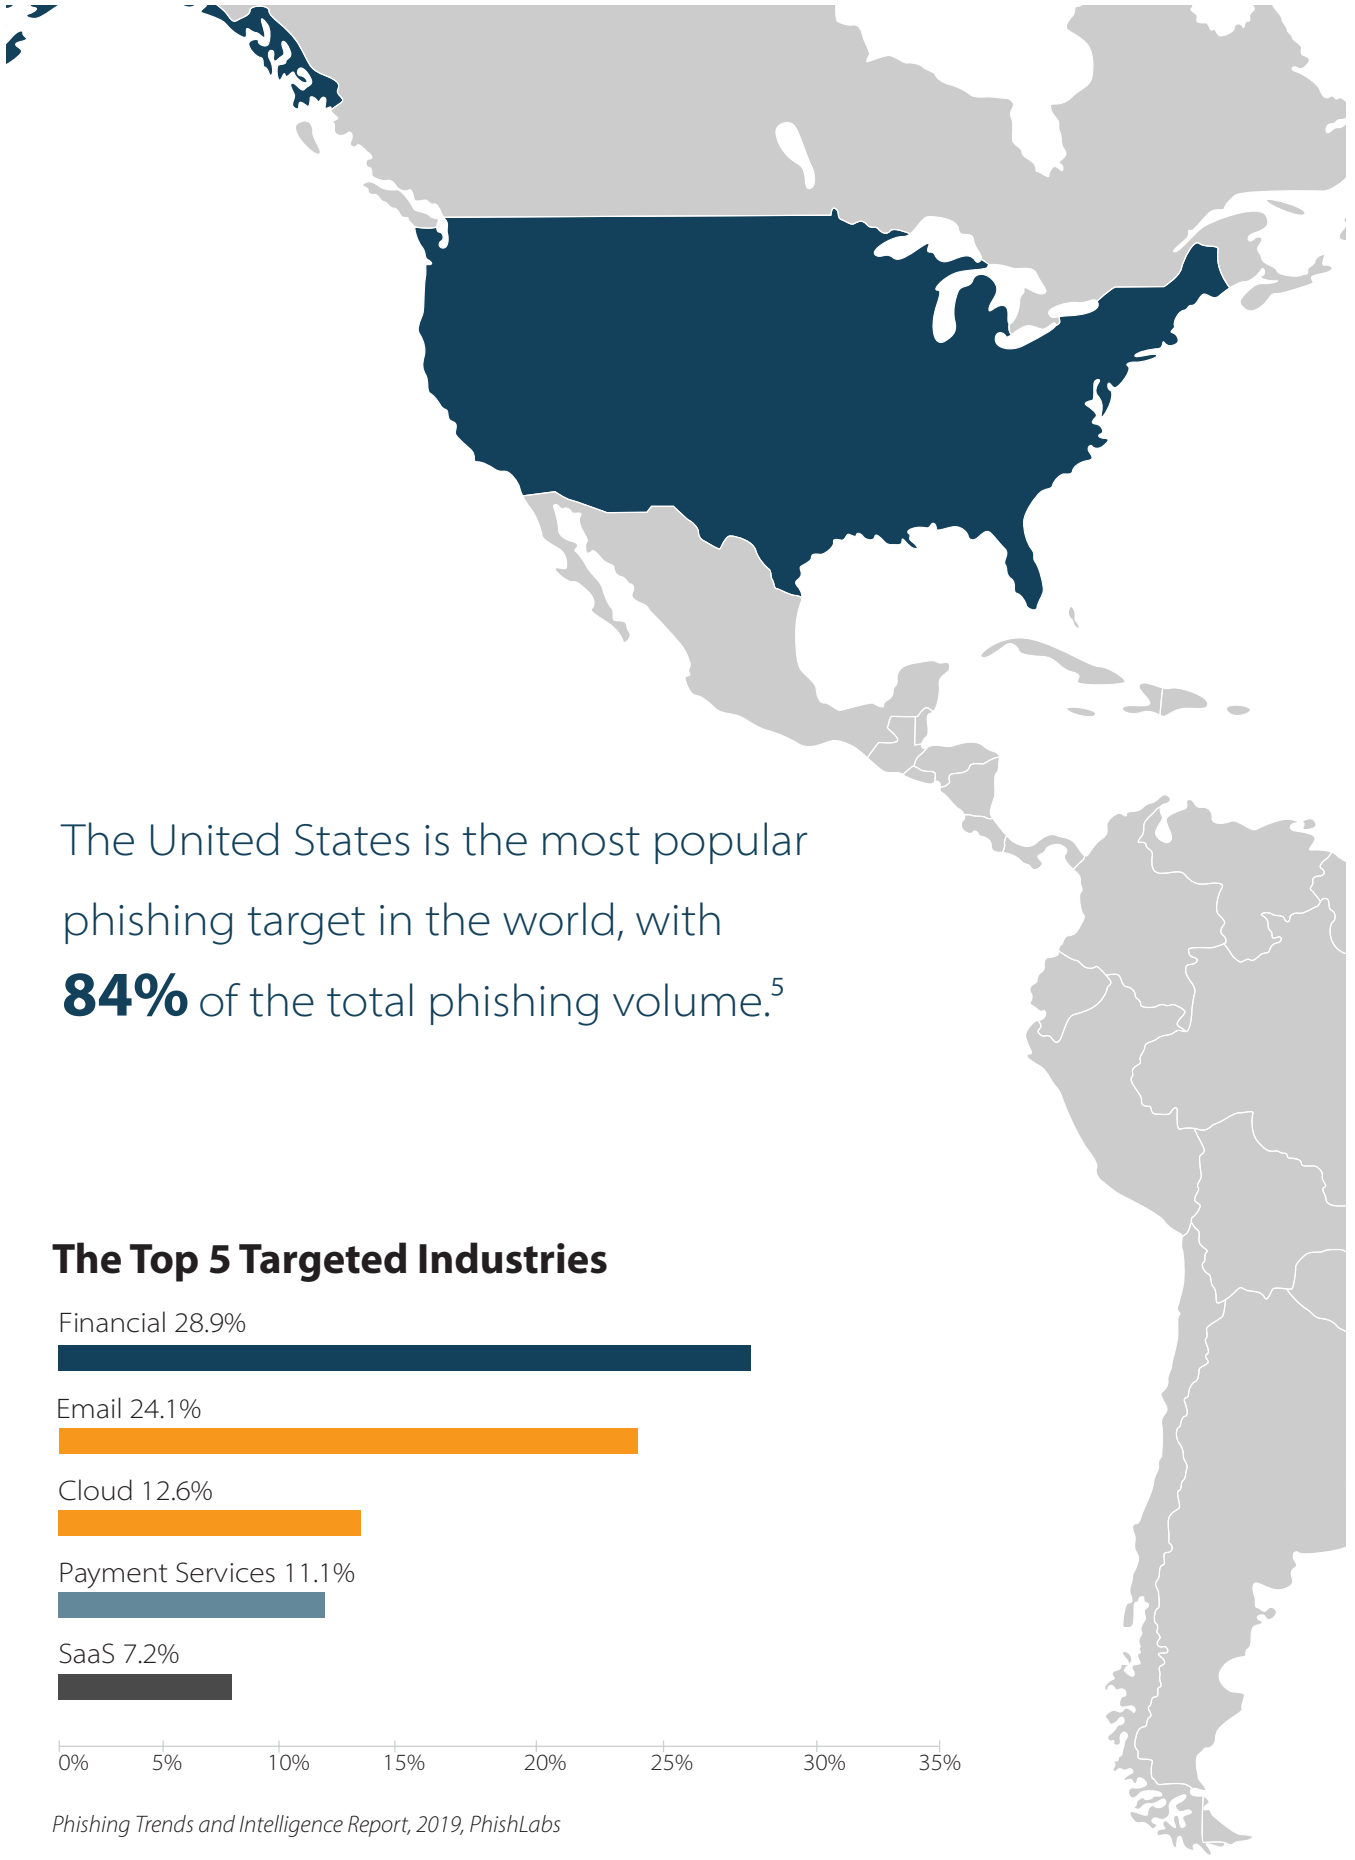 The United States is the most popular
phishing target in the world, with
84% of the total phishing volume.5
The Top 5 Targeted Industries
Financial 28.9%
Email 24.1%
Cloud 12.6%
Payment Services 11.1%
SaaS 7.2%
0% 5% 10% 15% 20% 25% 30% 35%
Phishing Trends and Intelligence Report, 2019, PhishLabs